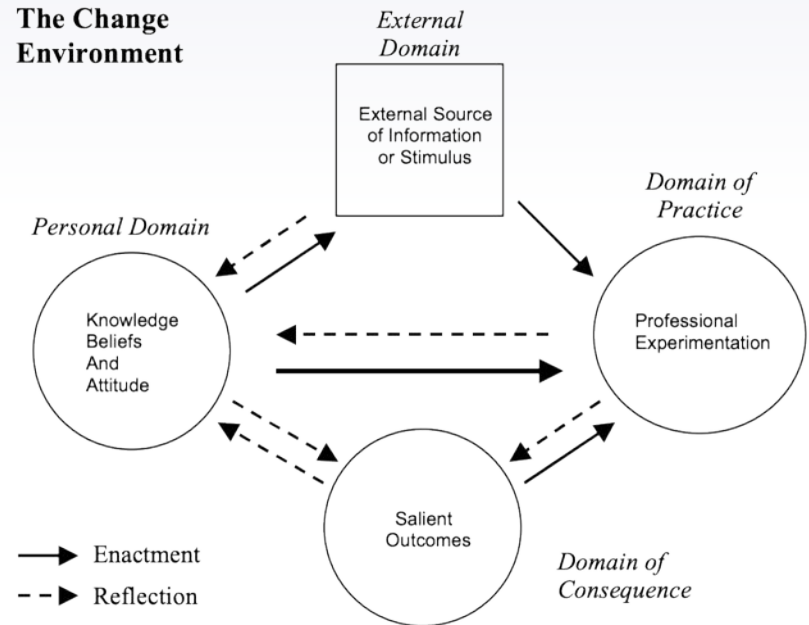 The Change
Environment
External
Domain
External Source
of Information
or Stimulus
Domain of
Practice
Personal Domain
Knowledge
Beliefs
And
Attitude
Professional
Experimentation
Salient
Outcomes
Enactment
Reflection
Domain of
Consequence